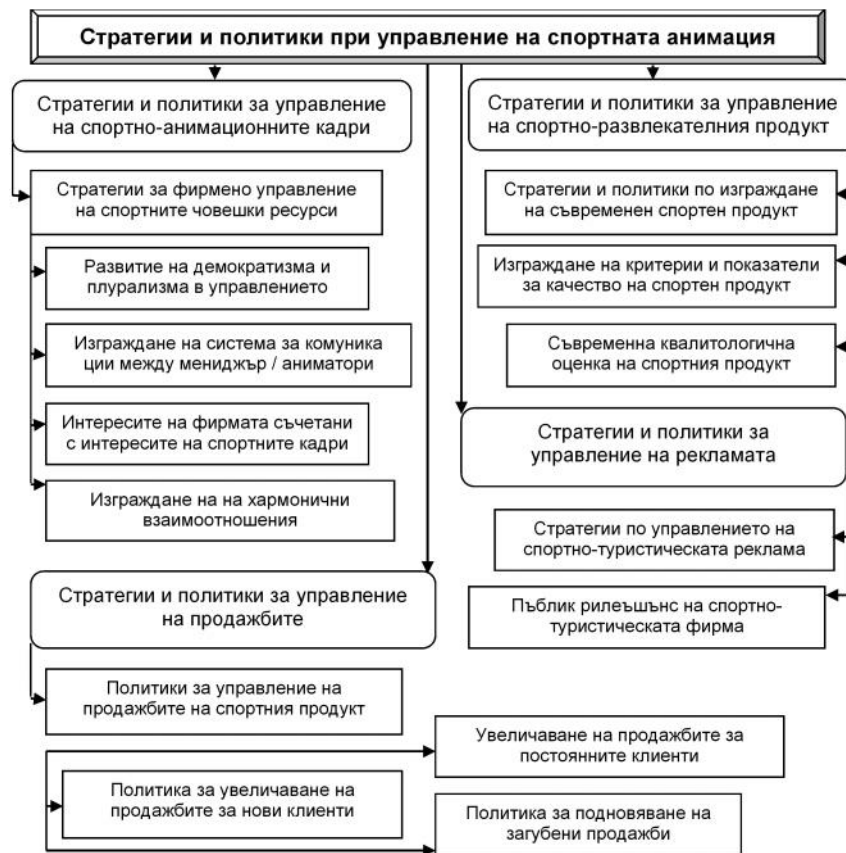 Стратегии и политики при управление на спортната анимация
Стратегии и политики за управление
на спортно-анимационните кадри
Стратегии за фирмено управление
на спортните човешки ресурси
Развитие на демократизма и
плурализма в управлението
Изграждане на система за комуника
ции между мениджър / аниматори
Интересите на фирмата съчетани
с интересите на спортните кадри
Изграждане на на хармонични
взаимоотношения
Стратегии и политики за управление
на спортно-развлекателния продукт
Стратегии и политики по изграждане
на съвременен спортен продукт
Изграждане на критерии и показатели
за качество на спортен продукт
Съвременна квалитологична
оценка на спортния продукт
Стратегии и политики за
управление на рекламата
Стратегии по управлението на
спортно-туристическата реклама
Пъблик рилеъшънс на спортно-
туристическата фирма
Стратегии и политики за управление
на продажбите
Политики за управление на
продажбите на спортния продукт
Увеличаване на продажбите за
постоянните клиенти
Политика за увеличаване на
продажбите за нови клиенти
Политика за подновяване на
загубени продажби